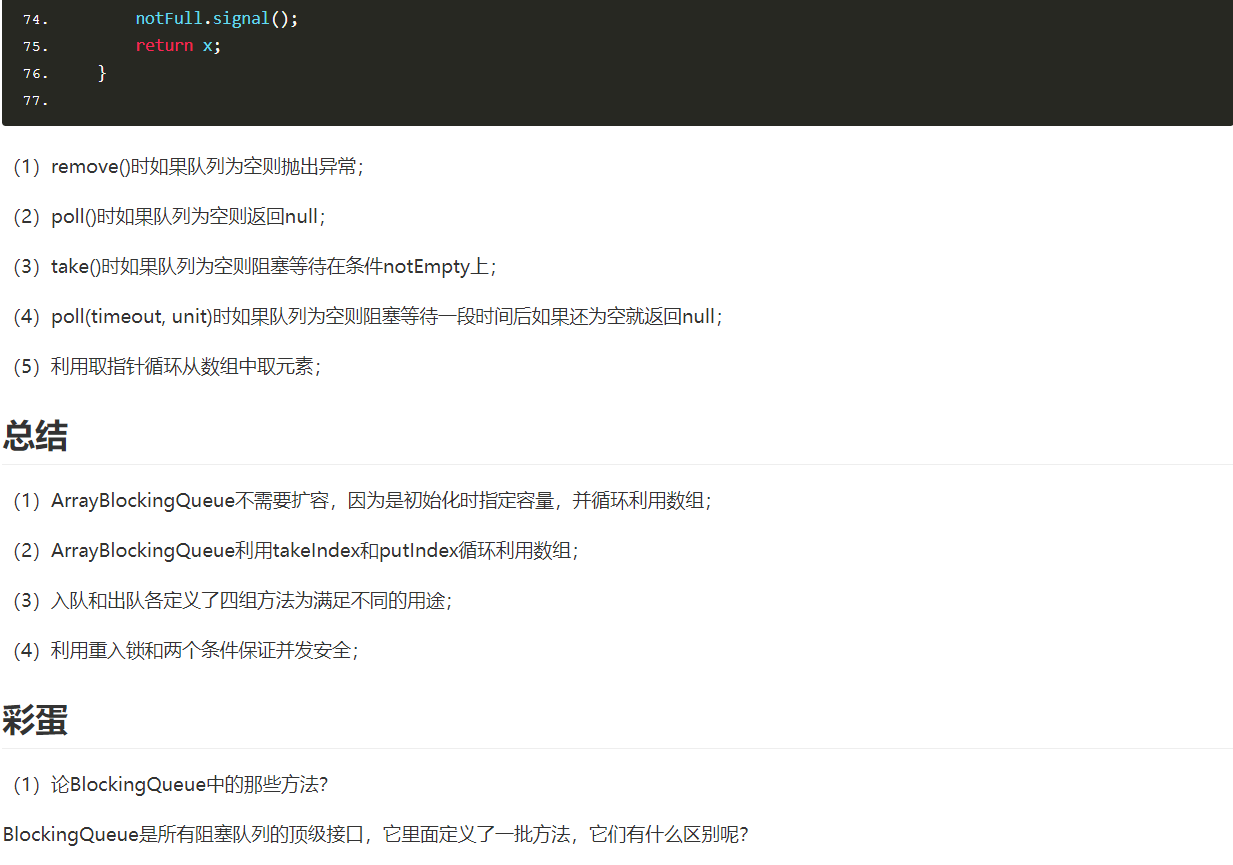 74. notFull.signal();
75. return x;
76. }
77.
（1）remove()时如果队列为空则抛出异常；
（2）poll()时如果队列为空则返回null；
（3）take()时如果队列为空则阻塞等待在条件notEmpty上；
（4）poll(timeout, unit)时如果队列为空则阻塞等待一段时间后如果还为空就返回null；
（5）利用取指针循环从数组中取元素；
总结
（1）ArrayBlockingQueue不需要扩容，因为是初始化时指定容量，并循环利用数组；
（2）ArrayBlockingQueue利用takeIndex和putIndex循环利用数组；
（3）入队和出队各定义了四组方法为满足不同的用途；
（4）利用重入锁和两个条件保证并发安全；
彩蛋
（1）论BlockingQueue中的那些方法？
BlockingQueue是所有阻塞队列的顶级接口，它里面定义了一批方法，它们有什么区别呢？